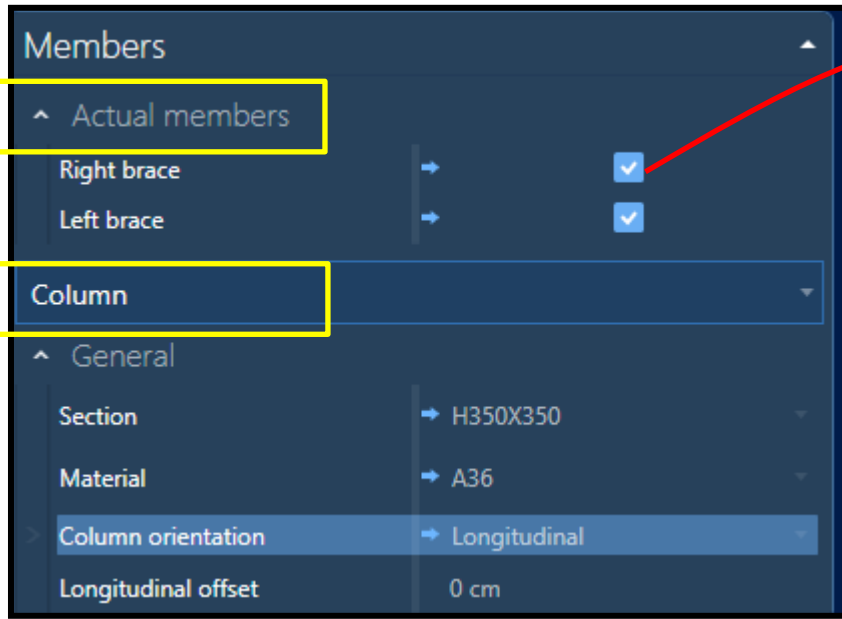 Members
Actual members
Right brace
Left brace
Column
General
Section H350X350
Material A36
Column orientation Longitudinal
Longitudinal offset 0 cm